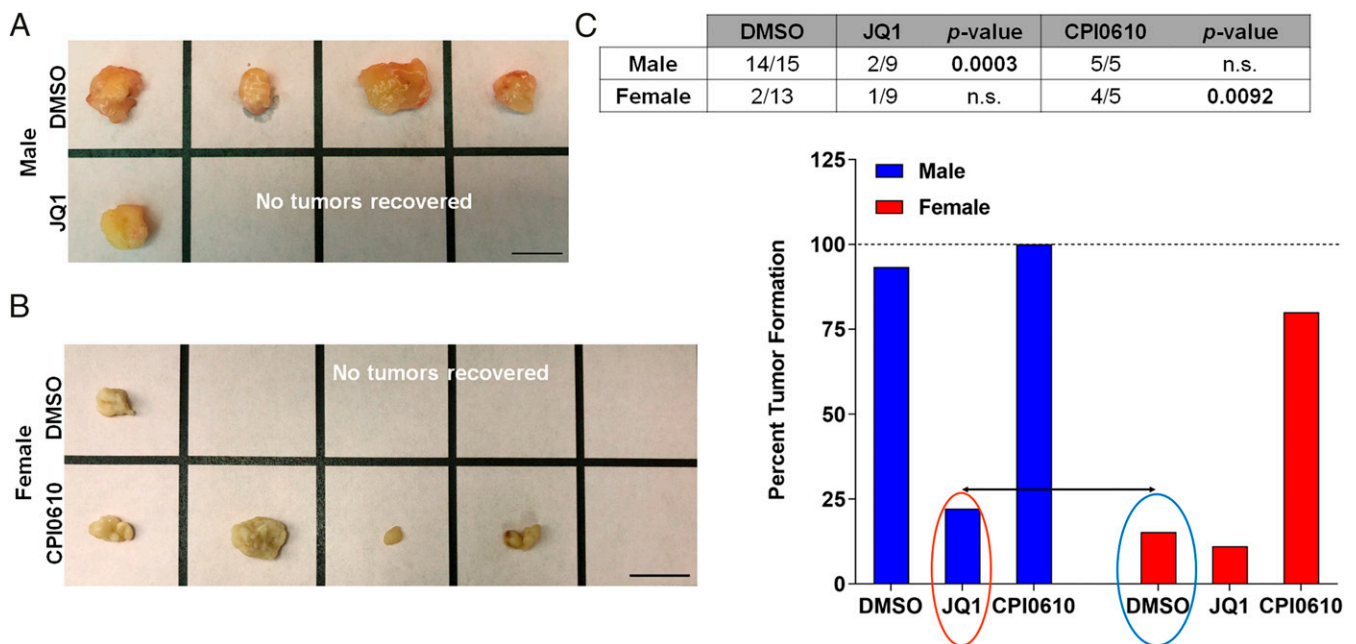 A
DMSO
Male
JQ1
No tumors recovered
B
No tumors recovered
DMSO
Female
CPI0610
C
DMSO JQ1 p-value CPI0610 p-value
Male 14/15 2/9 0.0003 5/5 n.s.
Female 2/13 1/9 n.s. 4/5 0.0092
Male
Female
Percent Tumor Formation
125
100
75
50
25
0
DMSO JQ1 CPI0610 DMSO JQ1 CPI0610